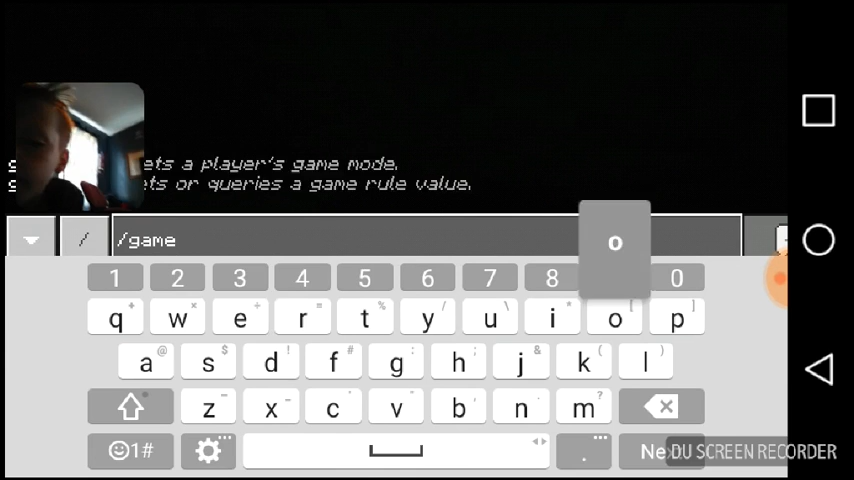 ets a player's game mode.
ets or queries a game rule value.
/ /game
o
1 2 3 4 5 6 7 8 0
q w e r t y u i o p
a s d f g h j k l
z x c v b n m
☺1# . Ne
DU SCREEN RECORDER